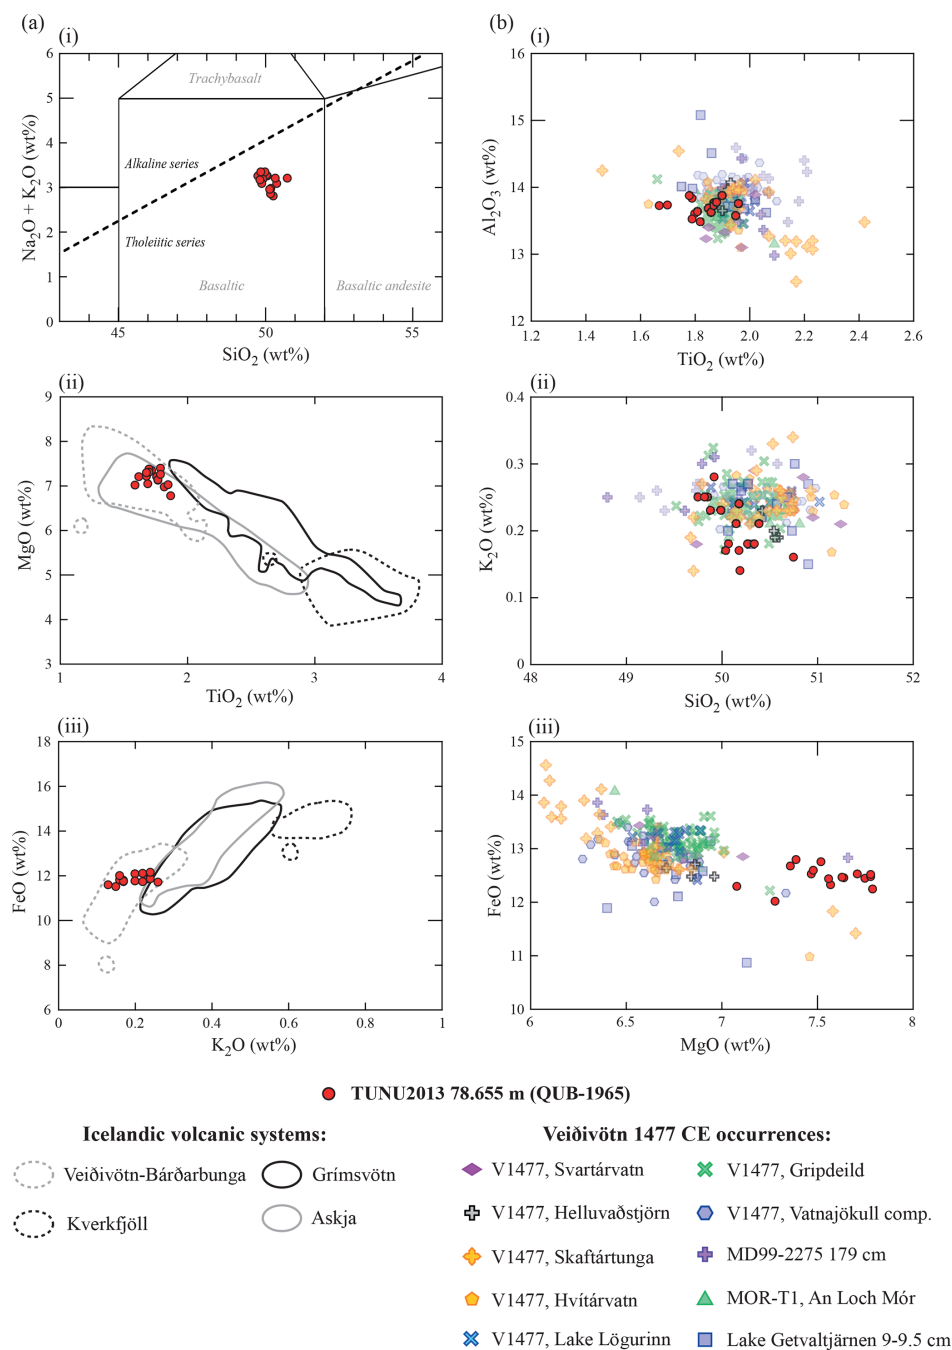 (a)
(i)
Na₂O + K₂O (wt%)
6
5
4
3
2
1
0
Trachybasalt
Alkaline series
Tholeiitic series
Basaltic
Basaltic andesite
45
50
55
SiO₂ (wt%)
(b)
(i)
Al₂O₃ (wt%)
16
15
14
13
12
1.2
1.4
1.6
1.8
2.0
2.2
2.4
2.6
TiO₂ (wt%)
(ii)
MgO (wt%)
9
8
7
6
5
4
3
1
2
3
4
TiO₂ (wt%)
(ii)
K₂O (wt%)
0.4
0.3
0.2
0.1
0
48
49
50
51
52
SiO₂ (wt%)
(iii)
FeO (wt%)
18
16
14
12
10
8
6
0
0.2
0.4
0.6
0.8
1
K₂O (wt%)
(iii)
FeO (wt%)
15
14
13
12
11
10
6
6.5
7
7.5
8
MgO (wt%)
TUNU2013 78.655 m (QUB-1965)
Icelandic volcanic systems:
Veiðivötn-Bárðarbunga
Grímsvötn
Kverkfjöll
Askja
Veiðivötn 1477 CE occurrences:
V1477, Svartárvatn
V1477, Gripdeild
V1477, Helluvaðstjörn
V1477, Vatnajökull comp.
V1477, Skaftártunga
MD99-2275 179 cm
V1477, Hvítárvatn
MOR-T1, An Loch Mór
V1477, Lake Lögurinn
Lake Getvaltjärnen 9-9.5 cm